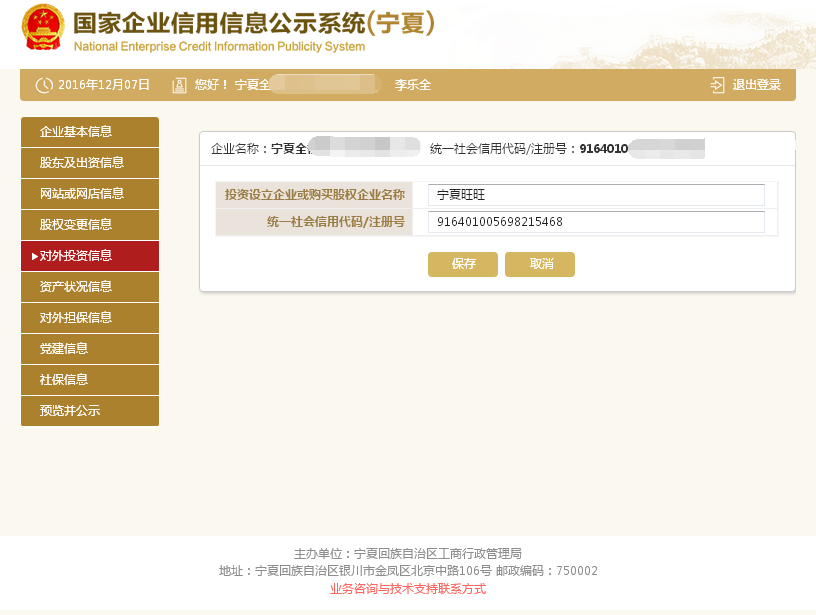 国家企业信用信息公示系统(宁夏)
National Enterprise Credit Information Publicity System
2016年12月07日 您好！ 宁夏全 李乐全 退出登录
企业基本信息
股东及出资信息
网站或网店信息
股权变更信息
对外投资信息
资产状况信息
对外担保信息
党建信息
社保信息
预览并公示
企业名称：宁夏全 统一社会信用代码/注册号：9164010
投资设立企业或购买股权企业名称 宁夏旺旺
统一社会信用代码/注册号 916401005698215468
保存 取消
主办单位：宁夏回族自治区工商行政管理局
地址：宁夏回族自治区银川市金凤区北京中路106号 邮政编码：750002
业务咨询与技术支持联系方式